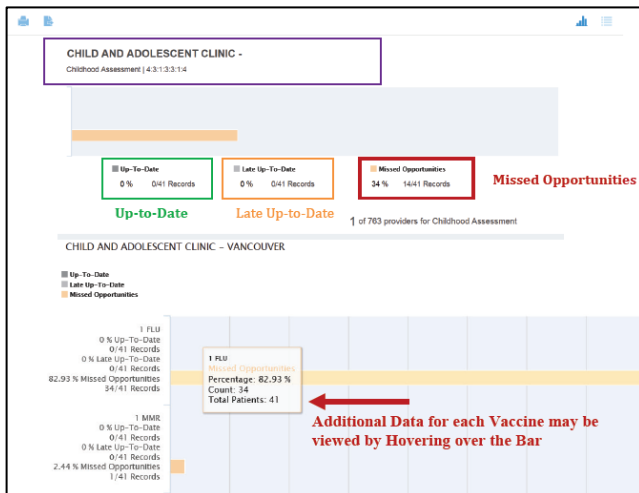 CHILD AND ADOLESCENT CLINIC -
Childhood Assessment | 4:3:1:3:3:1:4
Up-To-Date
0 % 0/41 Records
Late Up-To-Date
0 % 0/41 Records
Missed Opportunities
34 % 14/41 Records
Missed Opportunities
Up-to-Date
Late Up-to-Date
1 of 763 providers for Childhood Assessment
CHILD AND ADOLESCENT CLINIC – VANCOUVER
Up-To-Date
Late Up-To-Date
Missed Opportunities
1 FLU
0 % Up-To-Date
0/41 Records
0 % Late Up-To-Date
0/41 Records
82.93 % Missed Opportunities
34/41 Records
1 FLU
Missed Opportunities
Percentage: 82.93 %
Count: 34
Total Patients: 41
Additional Data for each Vaccine may be
viewed by Hovering over the Bar
1 MMR
0 % Up-To-Date
0/41 Records
0 % Late Up-To-Date
0/41 Records
2.44 % Missed Opportunities
1/41 Records